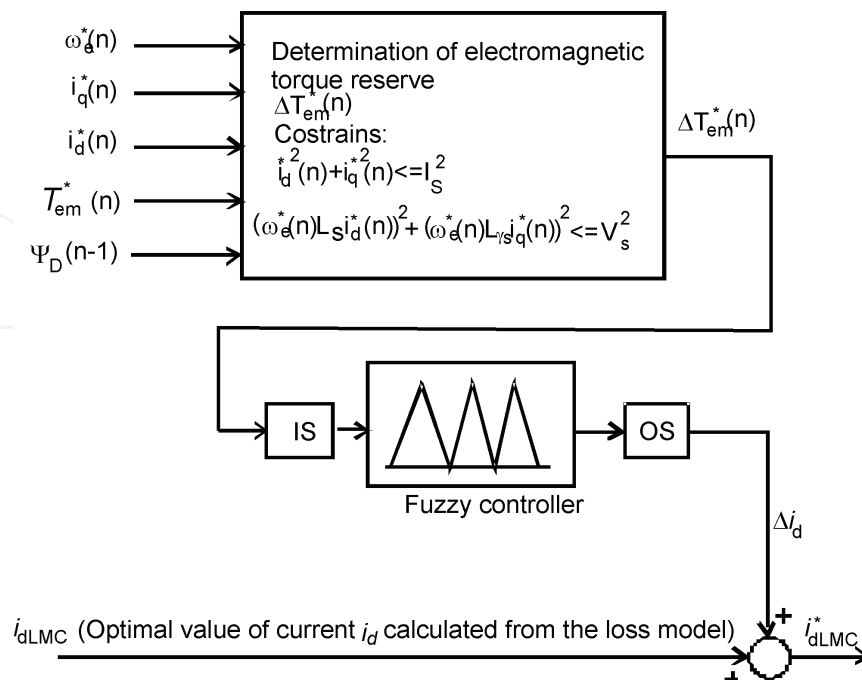 ω*e(n)
i*q(n)
i*d(n)
T*em (n)
ΨD(n-1)
Determination of electromagnetic
torque reserve
ΔT*em(n)
Costrains:
i*d²(n)+i*q²(n)<=IS²
(ω*e(n)LSi*d(n))²+(ω*e(n)Lγsi*q(n))²<=Vs²
ΔT*em(n)
IS
OS
Fuzzy controller
Δid
+
idLMC (Optimal value of current id calculated from the loss model)
i*dLMC
+